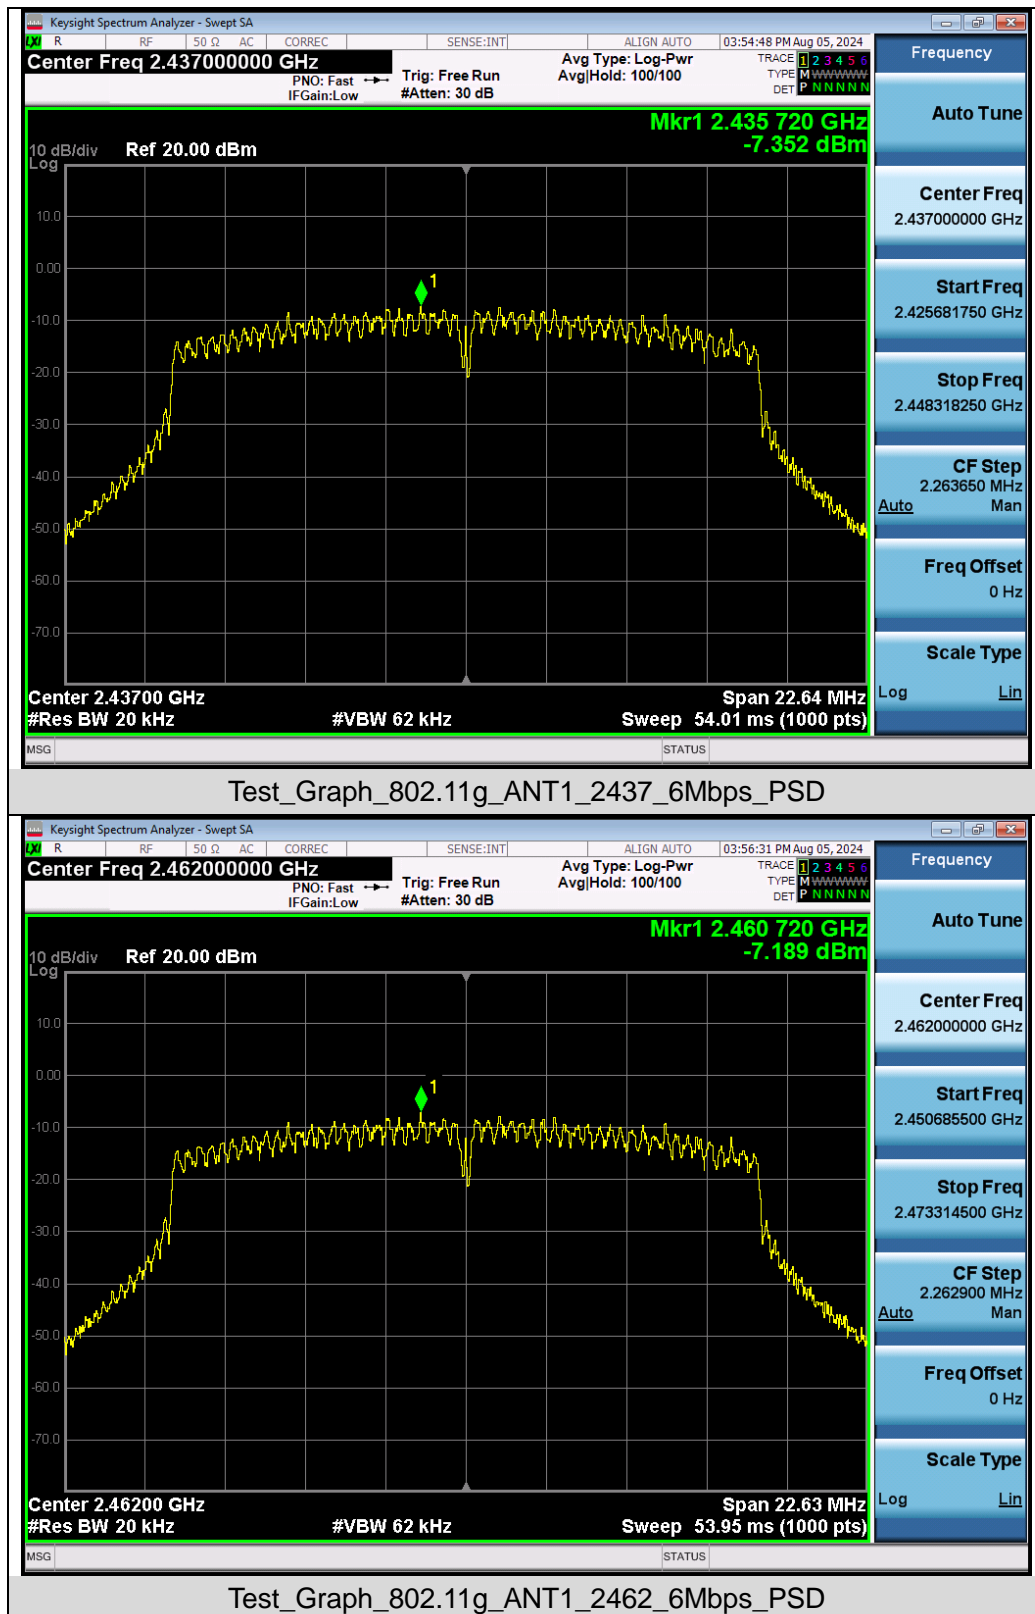 Keysight Spectrum Analyzer - Swept SA
LXI R RF 50 Ω AC CORREC SENSE:INT ALIGN AUTO 03:54:48 PM Aug 05, 2024
Center Freq 2.437000000 GHz
PNO: Fast
IFGain:Low
Trig: Free Run
#Atten: 30 dB
Avg Type: Log-Pwr
Avg|Hold: 100/100
TRACE 1 2 3 4 5 6
TYPE M WWWWW
DET P N N N N N
Mkr1 2.435 720 GHz
-7.352 dBm
10 dB/div Ref 20.00 dBm
Log
10.0
0.00
1
-10.0
-20.0
-30.0
-40.0
-50.0
-60.0
-70.0
Center 2.43700 GHz Span 22.64 MHz
#Res BW 20 kHz #VBW 62 kHz Sweep 54.01 ms (1000 pts)
MSG STATUS
Frequency
Auto Tune
Center Freq
2.437000000 GHz
Start Freq
2.425681750 GHz
Stop Freq
2.448318250 GHz
CF Step
2.263650 MHz
Auto Man
Freq Offset
0 Hz
Scale Type
Log Lin
Test_Graph_802.11g_ANT1_2437_6Mbps_PSD
Keysight Spectrum Analyzer - Swept SA
LXI R RF 50 Ω AC CORREC SENSE:INT ALIGN AUTO 03:56:31 PM Aug 05, 2024
Center Freq 2.462000000 GHz
PNO: Fast
IFGain:Low
Trig: Free Run
#Atten: 30 dB
Avg Type: Log-Pwr
Avg|Hold: 100/100
TRACE 1 2 3 4 5 6
TYPE M WWWWW
DET P N N N N N
Mkr1 2.460 720 GHz
-7.189 dBm
10 dB/div Ref 20.00 dBm
Log
10.0
0.00
1
-10.0
-20.0
-30.0
-40.0
-50.0
-60.0
-70.0
Center 2.46200 GHz Span 22.63 MHz
#Res BW 20 kHz #VBW 62 kHz Sweep 53.95 ms (1000 pts)
MSG STATUS
Frequency
Auto Tune
Center Freq
2.462000000 GHz
Start Freq
2.450685500 GHz
Stop Freq
2.473314500 GHz
CF Step
2.262900 MHz
Auto Man
Freq Offset
0 Hz
Scale Type
Log Lin
Test_Graph_802.11g_ANT1_2462_6Mbps_PSD